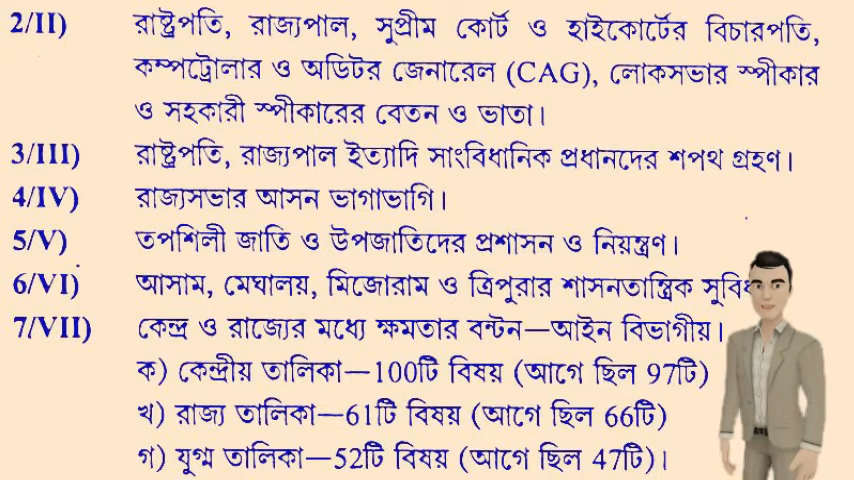 2/II) রাষ্ট্রপতি, রাজ্যপাল, সুপ্রীম কোর্ট ও হাইকোর্টের বিচারপতি,
কম্পট্রোলার ও অডিটর জেনারেল (CAG), লোকসভার স্পীকার
ও সহকারী স্পীকারের বেতন ও ভাতা।
3/III) রাষ্ট্রপতি, রাজ্যপাল ইত্যাদি সাংবিধানিক প্রধানদের শপথ গ্রহণ।
4/IV) রাজ্যসভার আসন ভাগাভাগি।
5/V) তপশিলী জাতি ও উপজাতিদের প্রশাসন ও নিয়ন্ত্রণ।
6/VI) আসাম, মেঘালয়, মিজোরাম ও ত্রিপুরার শাসনতান্ত্রিক
7/VII) কেন্দ্র ও রাজ্যের মধ্যে ক্ষমতার বন্টন—আইন বিভাগীয়।
ক) কেন্দ্রীয় তালিকা—100টি বিষয় (আগে ছিল 97টি)
খ) রাজ্য তালিকা—61টি বিষয় (আগে ছিল 66টি)
গ) যুগ্ম তালিকা—52টি বিষয় (আগে ছিল 47টি)।